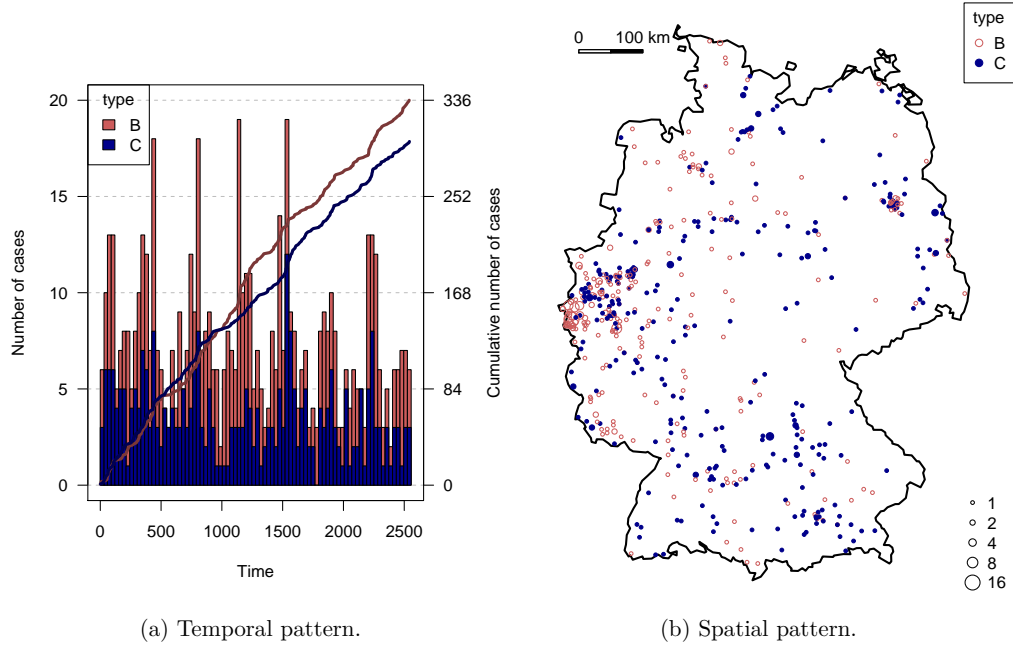 type
B
C
20
15
10
5
0
Number of cases
336
252
168
84
0
Cumulative number of cases
0 500 1000 1500 2000 2500
Time
(a) Temporal pattern.
0 100 km
type
B
C
1
2
4
8
16
(b) Spatial pattern.